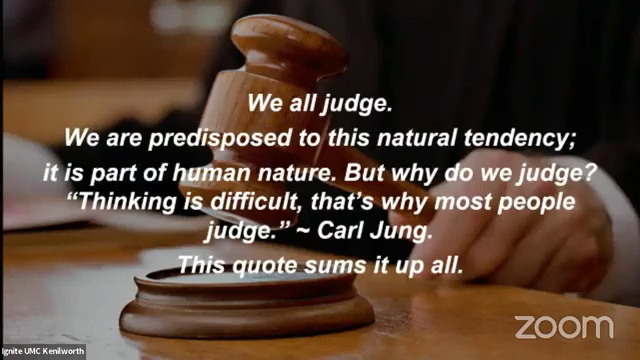 We all judge.
We are predisposed to this natural tendency;
it is part of human nature. But why do we judge?
“Thinking is difficult, that’s why most people
judge.” ~ Carl Jung.
This quote sums it up all.
zoom
Ignite UMC Kenilworth